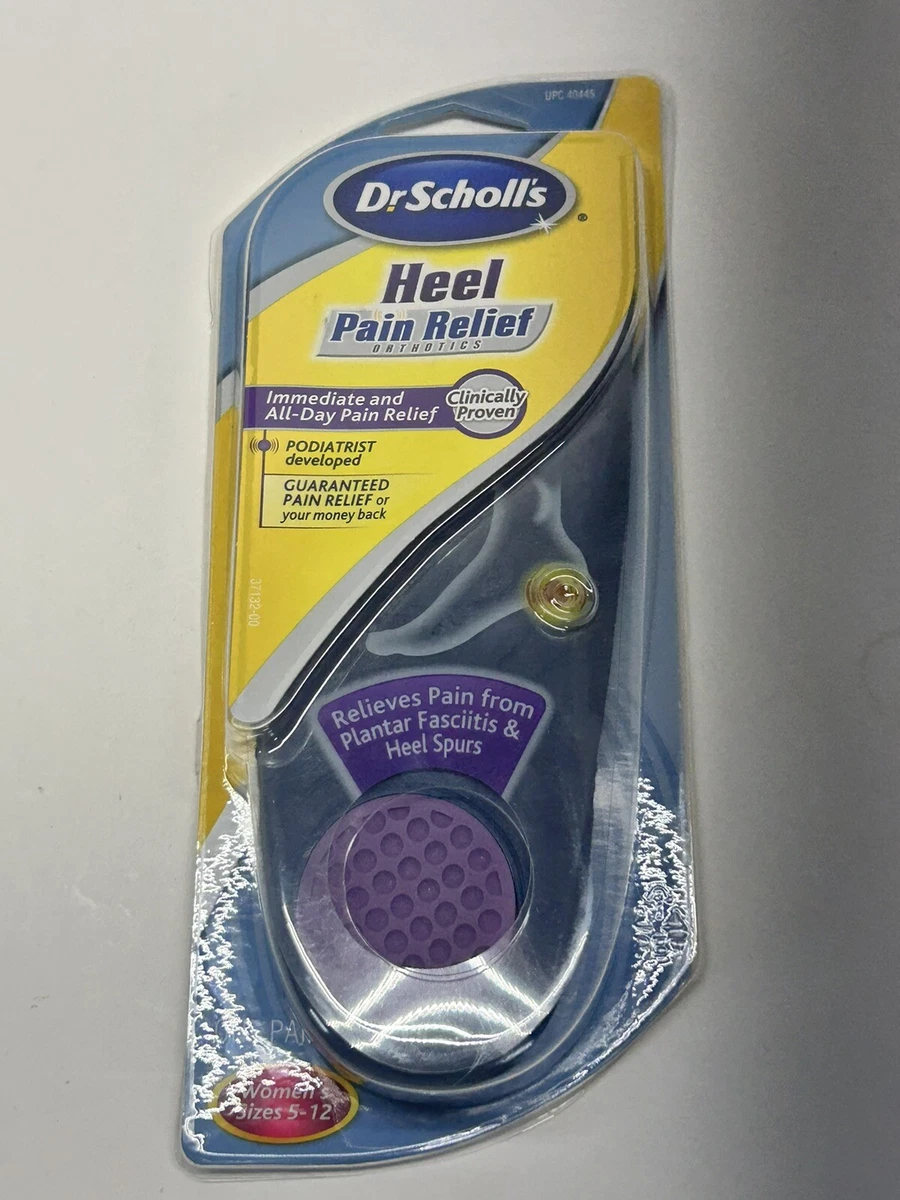 UPC 40445
Dr.Scholl's®
Heel
Pain Relief
ORTHOTICS
Immediate and
All-Day Pain Relief
Clinically
Proven
PODIATRIST
developed
GUARANTEED
PAIN RELIEF or
your money back
37132-00
Relieves Pain from
Plantar Fasciitis &
Heel Spurs
Women's
Sizes 5-12